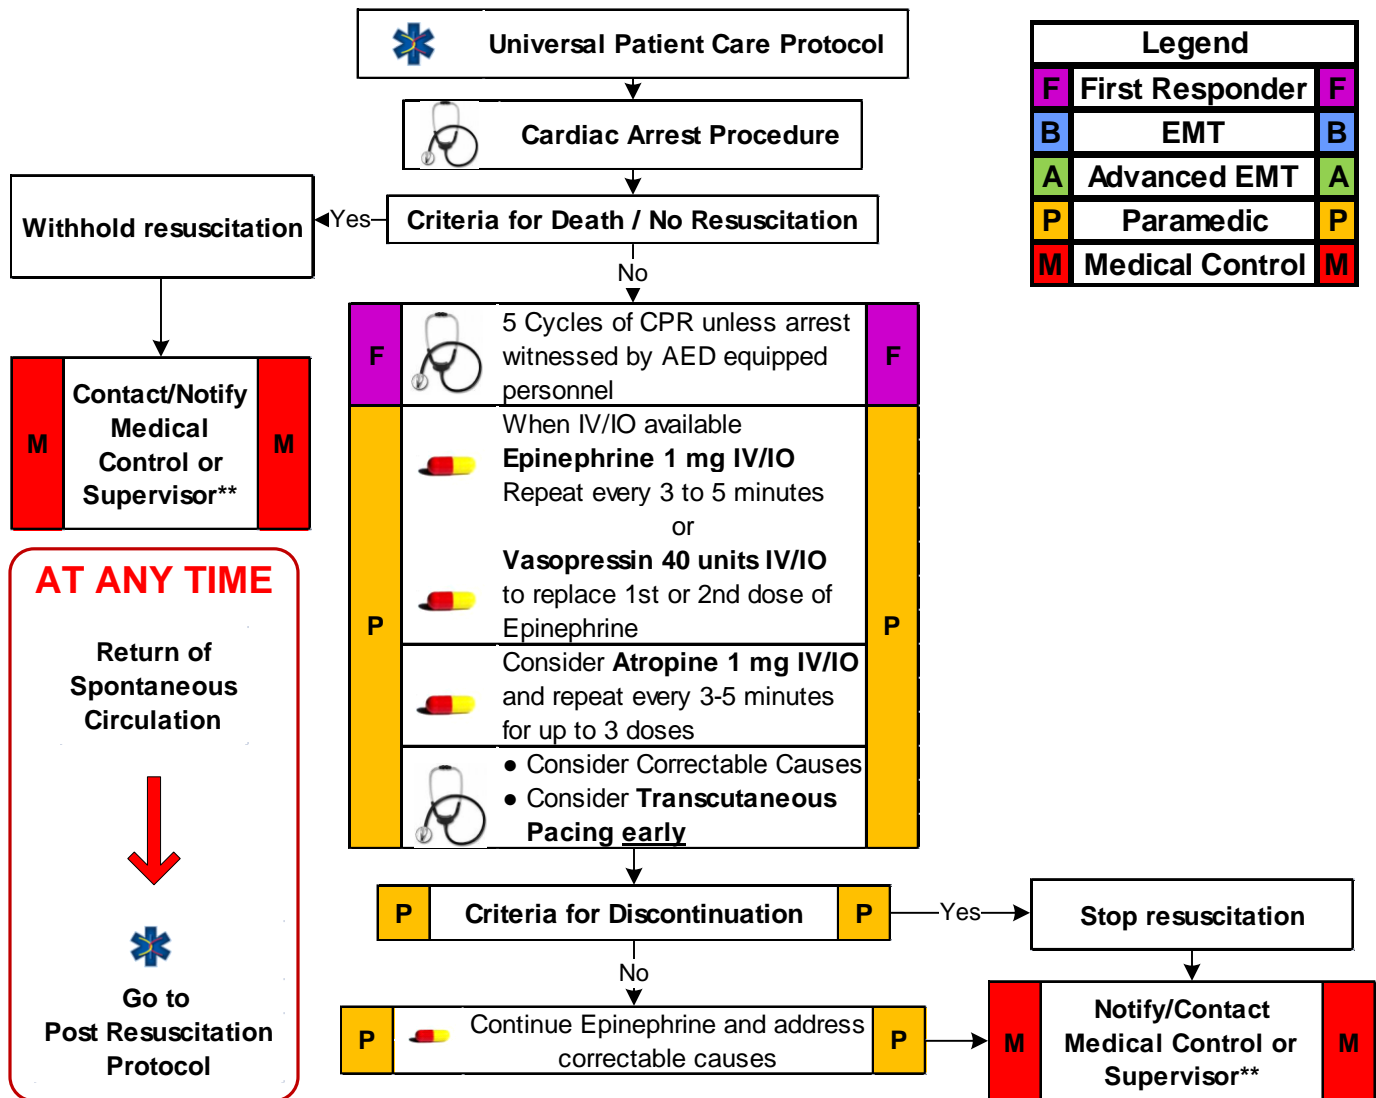 Universal Patient Care Protocol
Legend
F First Responder F
B EMT B
A Advanced EMT A
P Paramedic P
M Medical Control M
Cardiac Arrest Procedure
Criteria for Death / No Resuscitation
Yes
Withhold resuscitation
No
M M
Contact/Notify
Medical
Control or
Supervisor**
F F
5 Cycles of CPR unless arrest
witnessed by AED equipped
personnel
P P
When IV/IO available
Epinephrine 1 mg IV/IO
Repeat every 3 to 5 minutes
or
Vasopressin 40 units IV/IO
to replace 1st or 2nd dose of
Epinephrine
Consider Atropine 1 mg IV/IO
and repeat every 3-5 minutes
for up to 3 doses
● Consider Correctable Causes
● Consider Transcutaneous
Pacing early
AT ANY TIME
Return of
Spontaneous
Circulation
Go to
Post Resuscitation
Protocol
P Criteria for Discontinuation P
Yes
Stop resuscitation
No
P P
Continue Epinephrine and address
correctable causes
M M
Notify/Contact
Medical Control or
Supervisor**